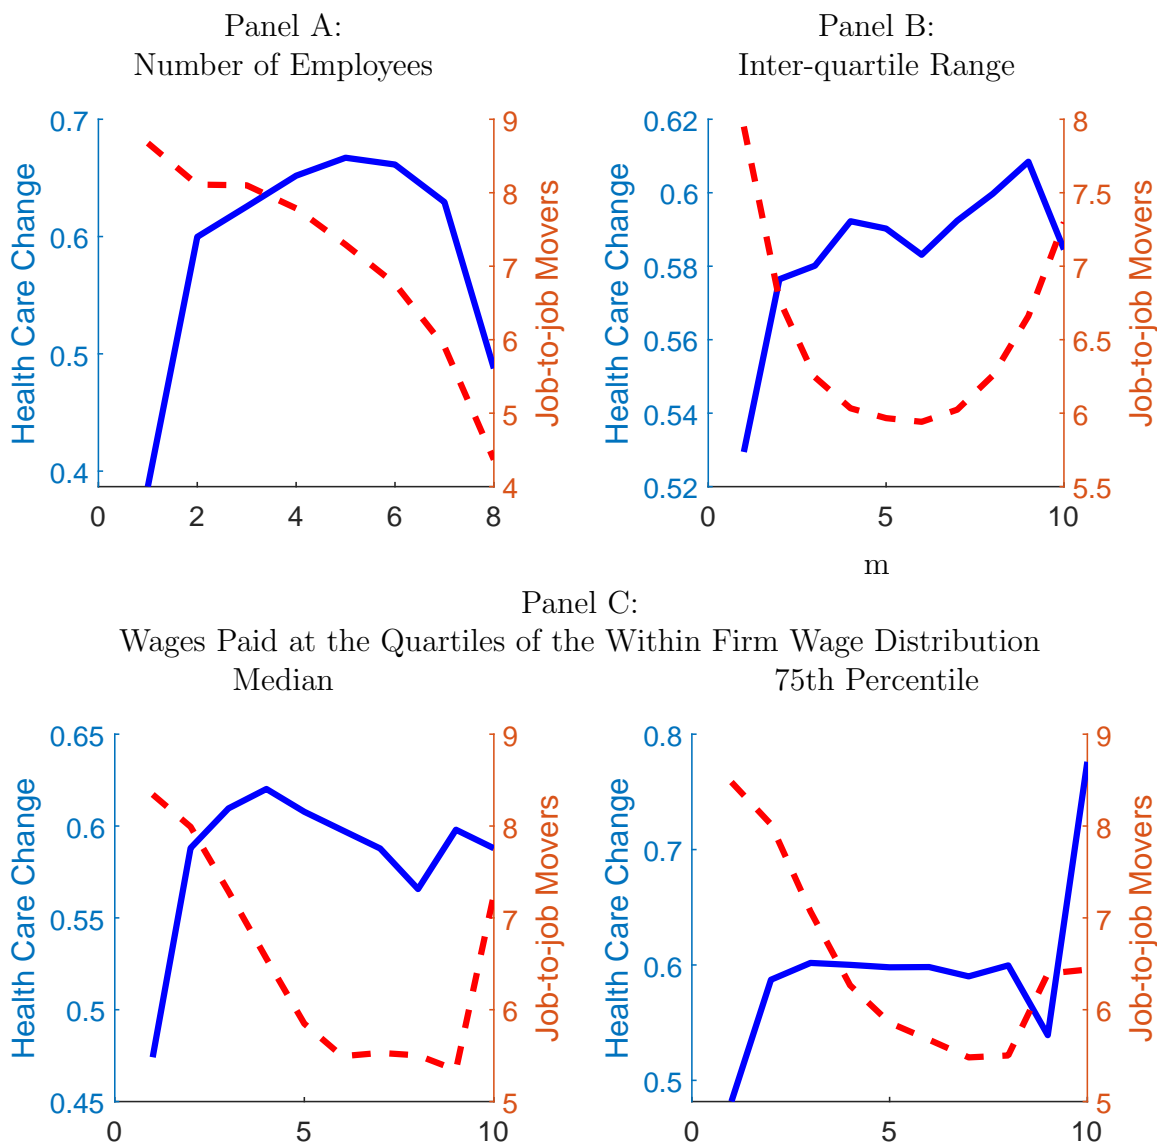 Panel A:
Number of Employees
Health Care Change
0.7
0.6
0.5
0.4
9
8
7
6
5
4
Job-to-job Movers
0 2 4 6 8
Panel B:
Inter-quartile Range
Health Care Change
0.62
0.6
0.58
0.56
0.54
0.52
8
7.5
7
6.5
6
5.5
Job-to-job Movers
0 5 10
m
Panel C:
Wages Paid at the Quartiles of the Within Firm Wage Distribution
Median
Health Care Change
0.65
0.6
0.55
0.5
0.45
9
8
7
6
5
Job-to-job Movers
0 5 10
75th Percentile
Health Care Change
0.8
0.7
0.6
0.5
9
8
7
6
5
Job-to-job Movers
0 5 10